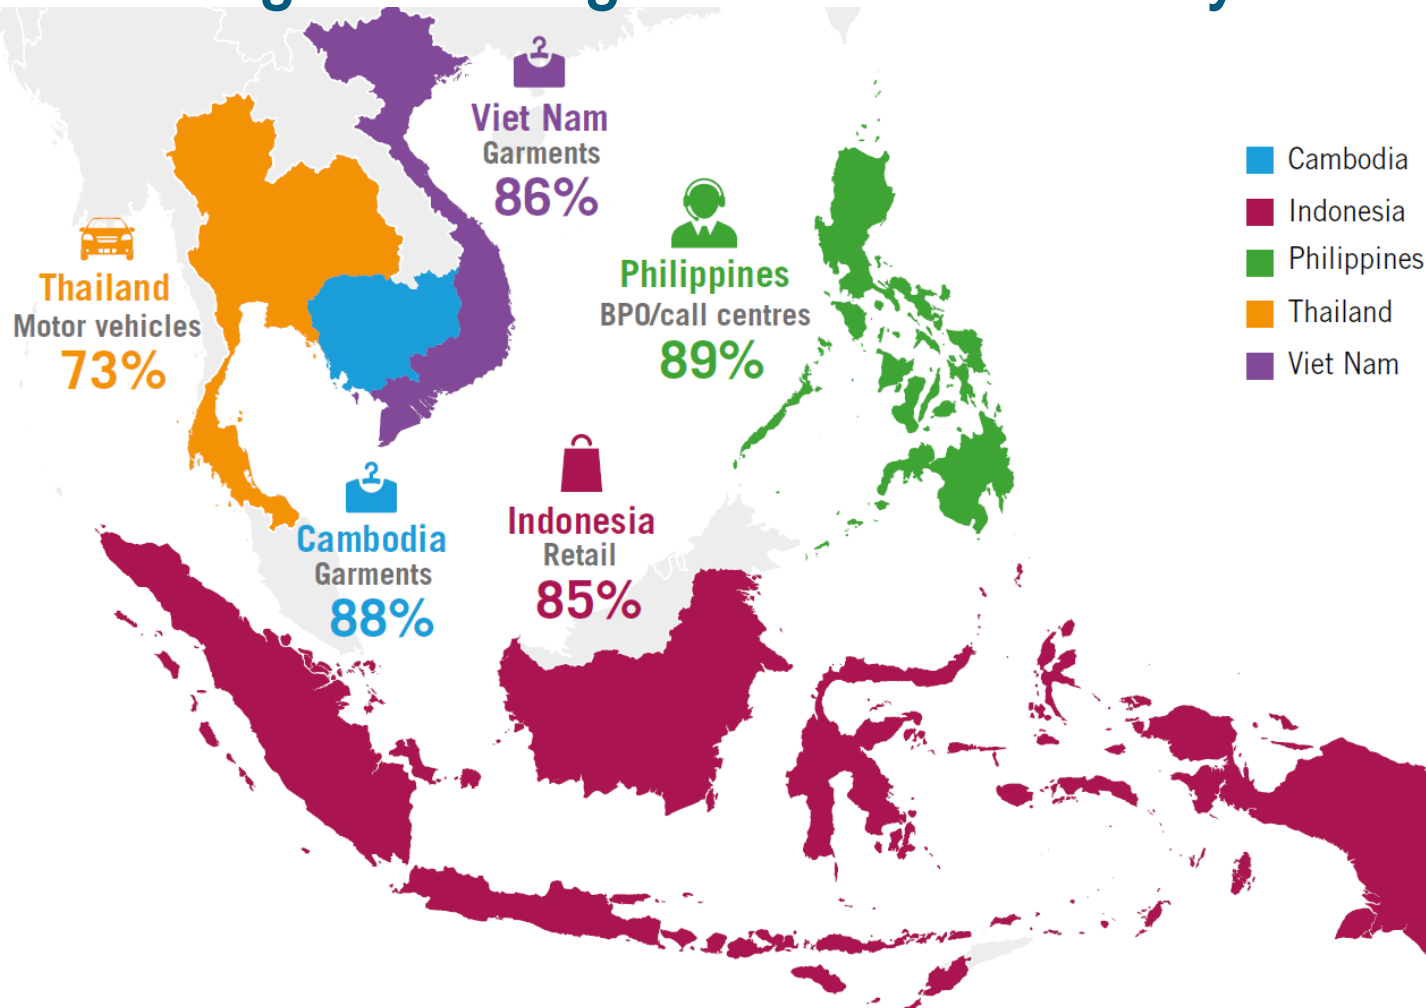 Viet Nam
Garments
86%
Thailand
Motor vehicles
73%
Philippines
BPO/call centres
89%
Cambodia
Garments
88%
Indonesia
Retail
85%
Cambodia
Indonesia
Philippines
Thailand
Viet Nam